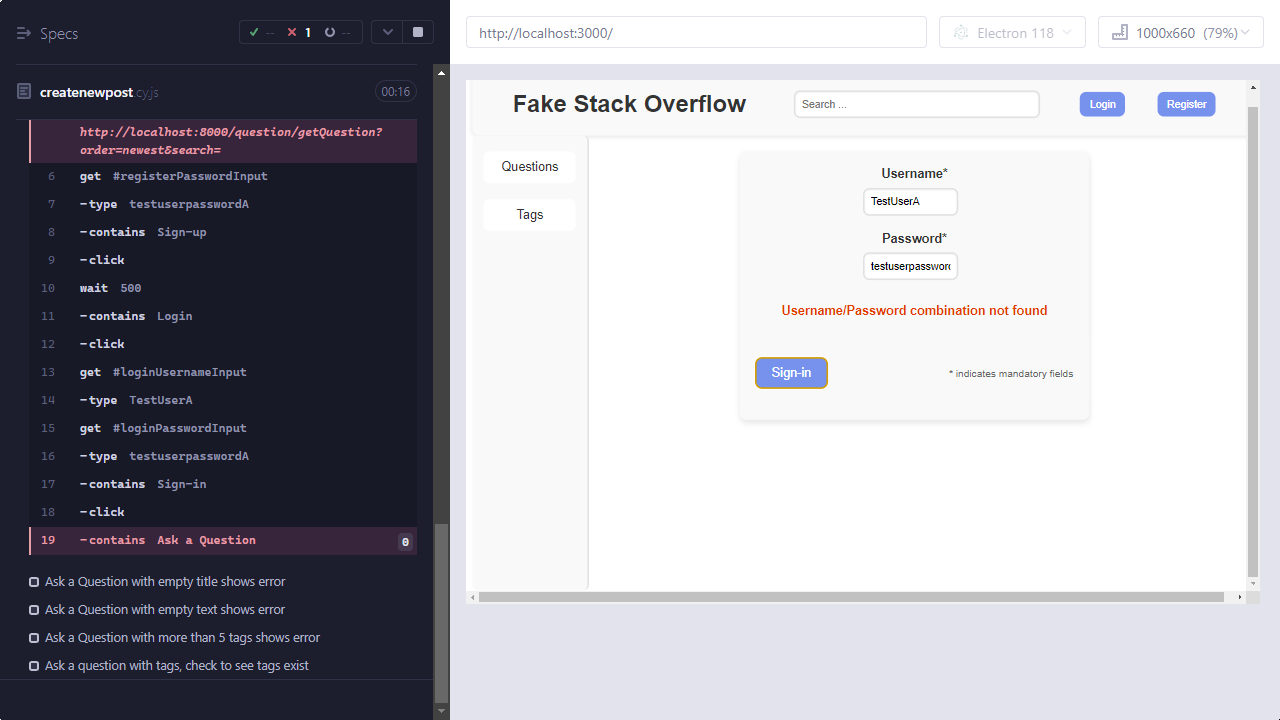 Specs
-- 1 --
createnewpost.cy.js
00:16
http://localhost:8000/question/getQuestion?
order=newest&search=
6 get #registerPasswordInput
7 -type testuserpasswordA
8 -contains Sign-up
9 -click
10 wait 500
11 -contains Login
12 -click
13 get #loginUsernameInput
14 -type TestUserA
15 get #loginPasswordInput
16 -type testuserpasswordA
17 -contains Sign-in
18 -click
19 -contains Ask a Question 0
Ask a Question with empty title shows error
Ask a Question with empty text shows error
Ask a Question with more than 5 tags shows error
Ask a question with tags, check to see tags exist
http://localhost:3000/
Electron 118
1000x660 (79%)
Fake Stack Overflow
Search ...
Login
Register
Questions
Tags
Username*
TestUserA
Password*
testuserpassword
Username/Password combination not found
Sign-in
* indicates mandatory fields